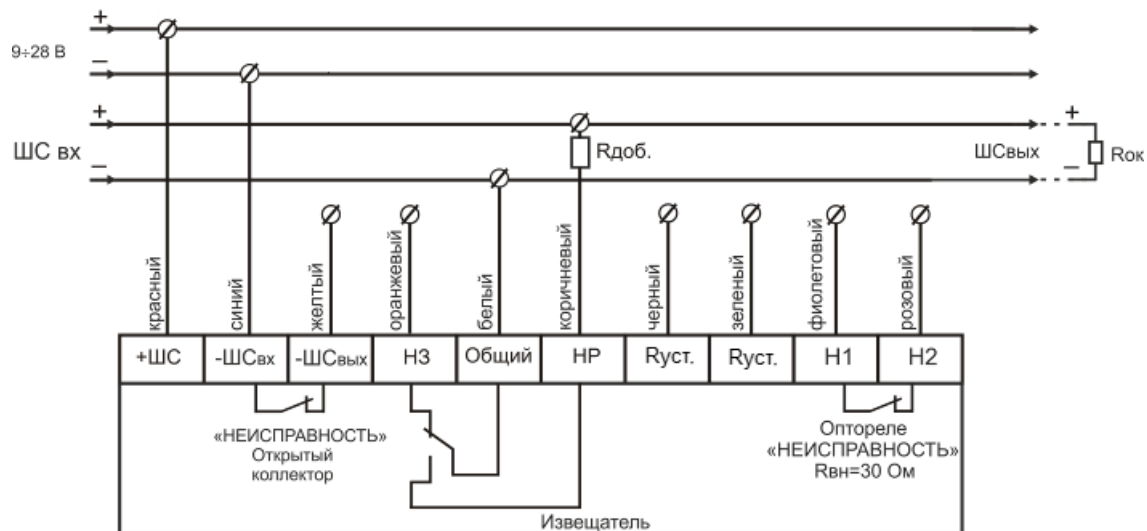 +
9÷28 В
–
+
ШС вх
–
Rдоб.
+
ШСвых
–
Rок
красный
синий
желтый
оранжевый
белый
коричневый
черный
зеленый
фиолетовый
розовый
+ШС
-ШСвх
-ШСвых
НЗ
Общий
НР
Rуст.
Rуст.
Н1
Н2
«НЕИСПРАВНОСТЬ»
Открытый
коллектор
Оптореле
«НЕИСПРАВНОСТЬ»
Rвн=30 Ом
Извещатель